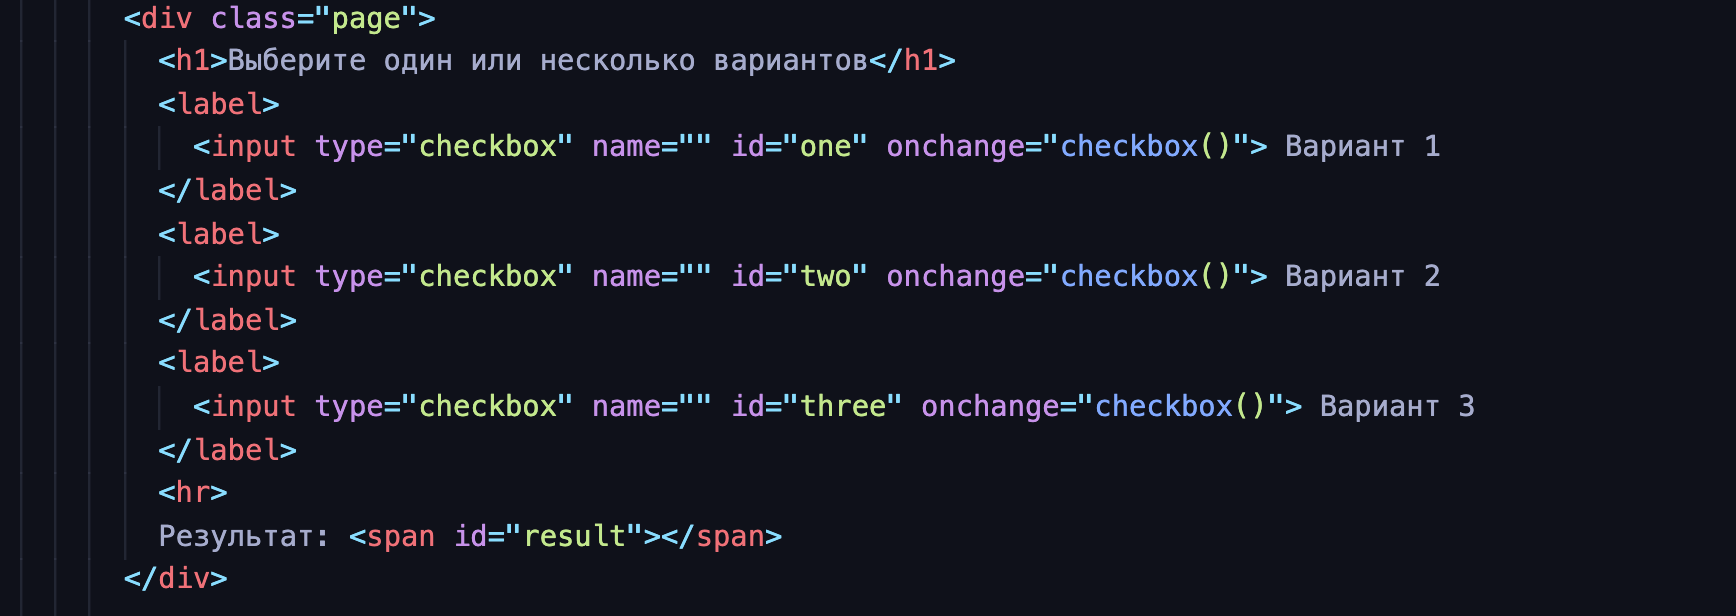 <div class="page">
<h1>Выберите один или несколько вариантов</h1>
<label>
<input type="checkbox" name="" id="one" onchange="checkbox()"> Вариант 1
</label>
<label>
<input type="checkbox" name="" id="two" onchange="checkbox()"> Вариант 2
</label>
<label>
<input type="checkbox" name="" id="three" onchange="checkbox()"> Вариант 3
</label>
<hr>
Результат: <span id="result"></span>
</div>